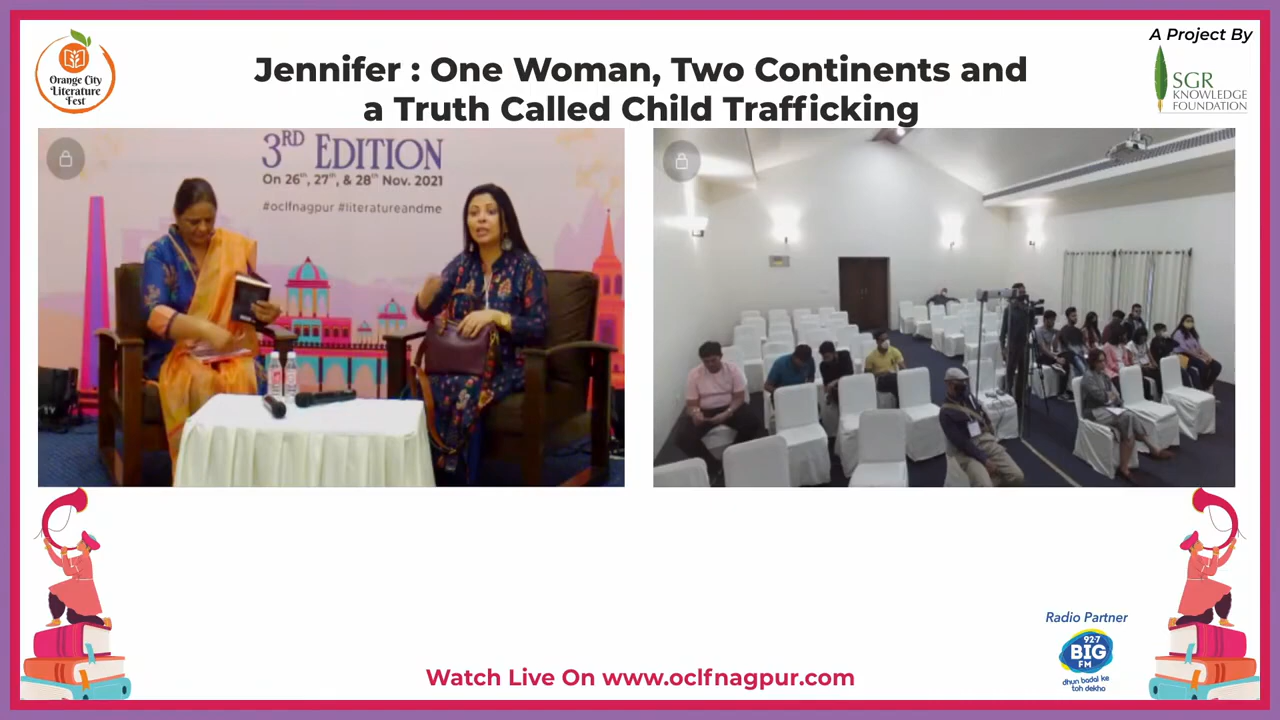 Orange City
Literature
Fest
A Project By
SGR
KNOWLEDGE
FOUNDATION
Jennifer : One Woman, Two Continents and
a Truth Called Child Trafficking
3RD EDITION
On 26th, 27th, & 28th Nov. 2021
#oclfnagpur #literatureandme
Radio Partner
92.7
BIG
FM
dhun badal ke
toh dekho
Watch Live On www.oclfnagpur.com